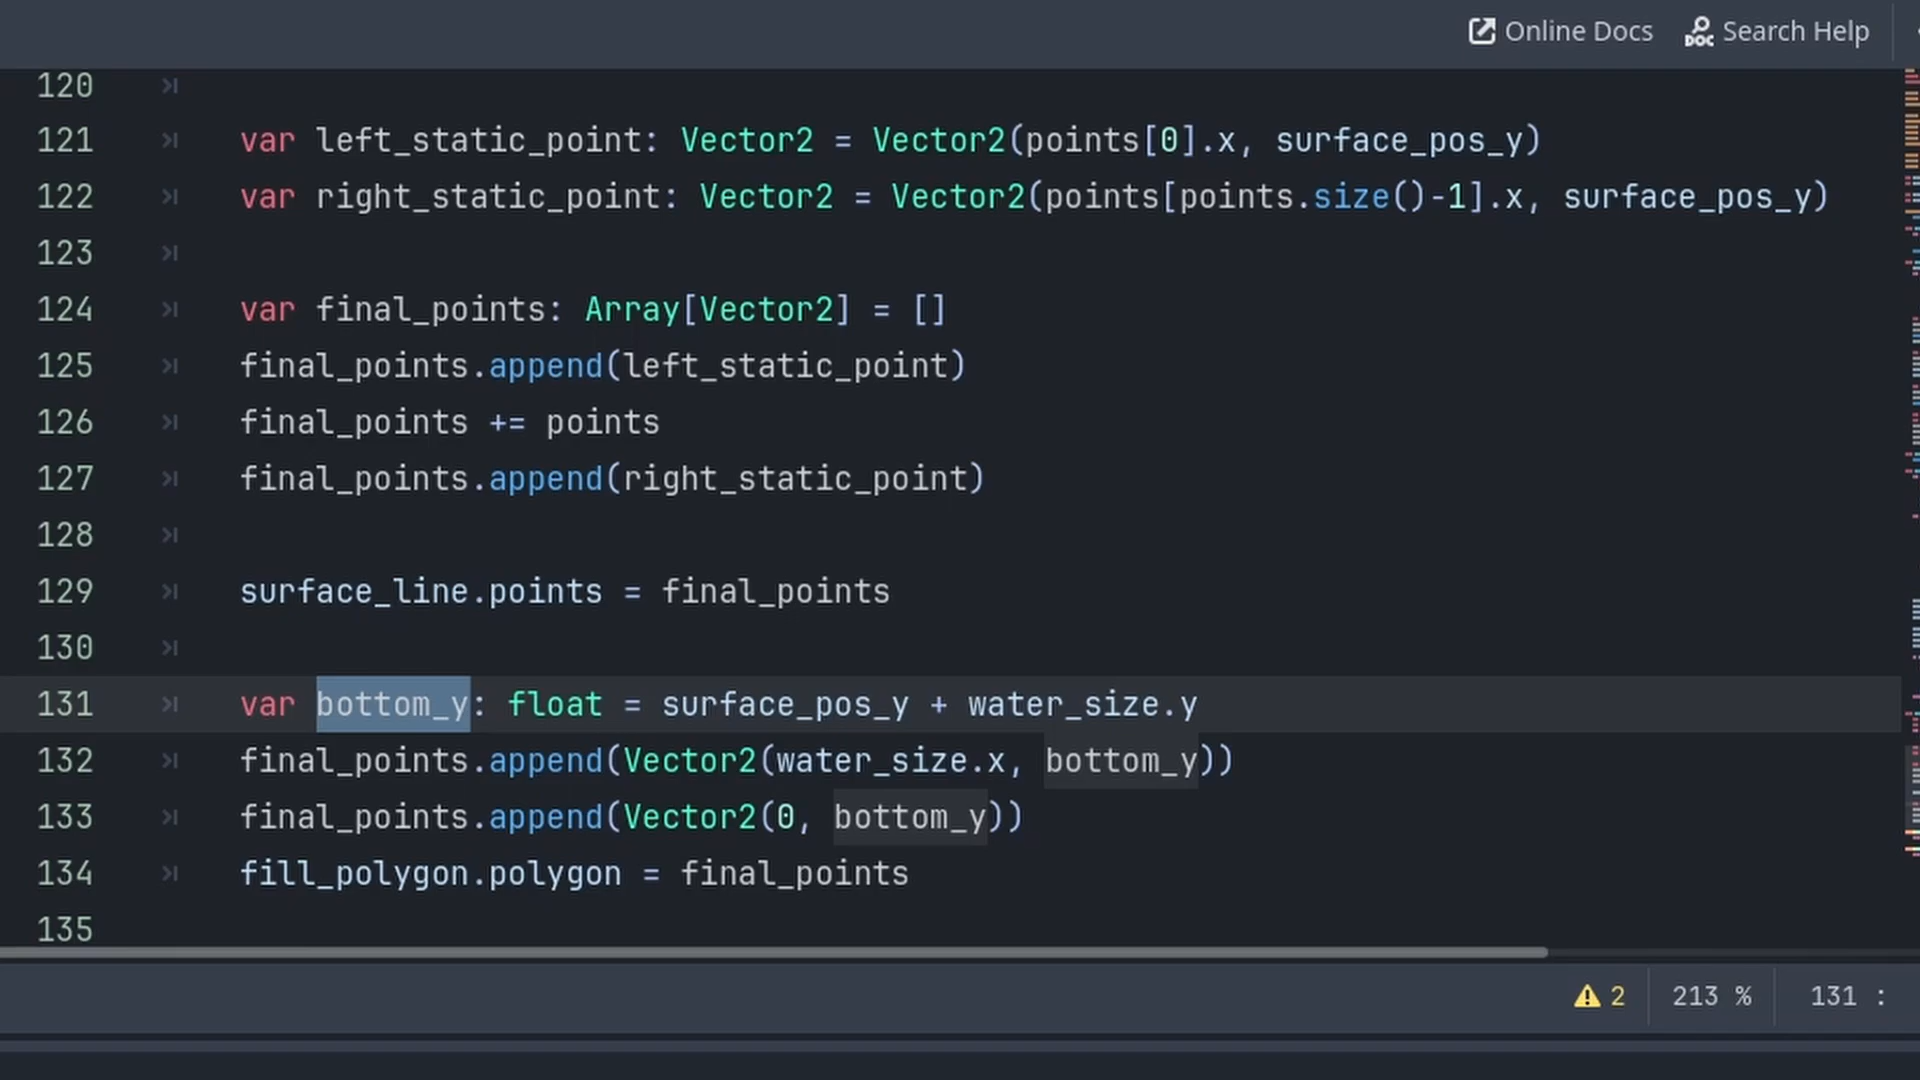 Online Docs
DOC Search Help
120
121 var left_static_point: Vector2 = Vector2(points[0].x, surface_pos_y)
122 var right_static_point: Vector2 = Vector2(points[points.size()-1].x, surface_pos_y)
123
124 var final_points: Array[Vector2] = []
125 final_points.append(left_static_point)
126 final_points += points
127 final_points.append(right_static_point)
128
129 surface_line.points = final_points
130
131 var bottom_y: float = surface_pos_y + water_size.y
132 final_points.append(Vector2(water_size.x, bottom_y))
133 final_points.append(Vector2(0, bottom_y))
134 fill_polygon.polygon = final_points
135
2
213 %
131 :